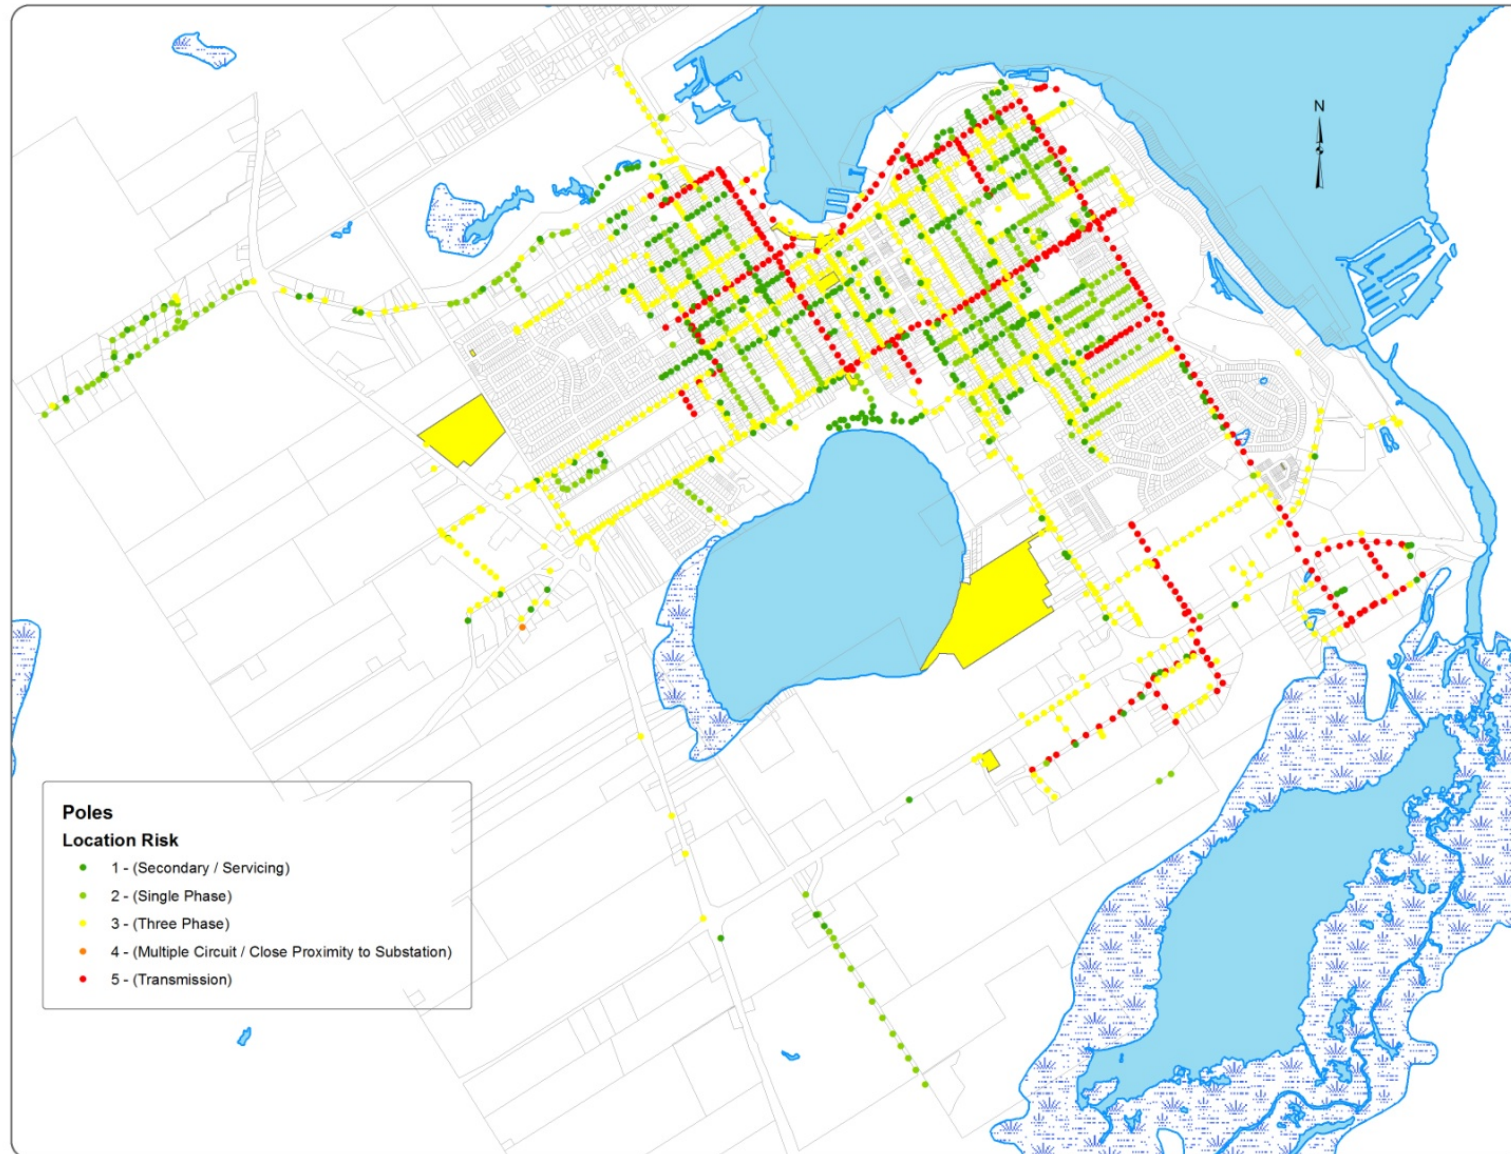 N
Poles
Location Risk
1 - (Secondary / Servicing)
2 - (Single Phase)
3 - (Three Phase)
4 - (Multiple Circuit / Close Proximity to Substation)
5 - (Transmission)